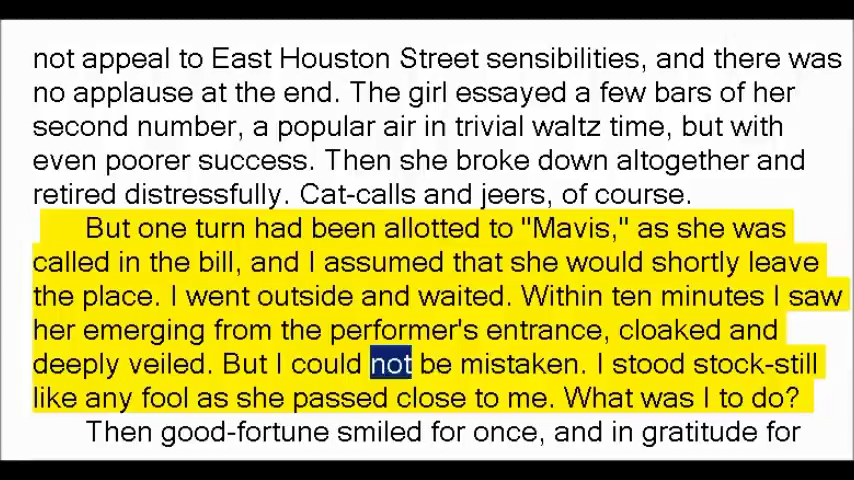 not appeal to East Houston Street sensibilities, and there was
no applause at the end. The girl essayed a few bars of her
second number, a popular air in trivial waltz time, but with
even poorer success. Then she broke down altogether and
retired distressfully. Cat-calls and jeers, of course.
But one turn had been allotted to "Mavis," as she was
called in the bill, and I assumed that she would shortly leave
the place. I went outside and waited. Within ten minutes I saw
her emerging from the performer's entrance, cloaked and
deeply veiled. But I could not be mistaken. I stood stock-still
like any fool as she passed close to me. What was I to do?
Then good-fortune smiled for once, and in gratitude for